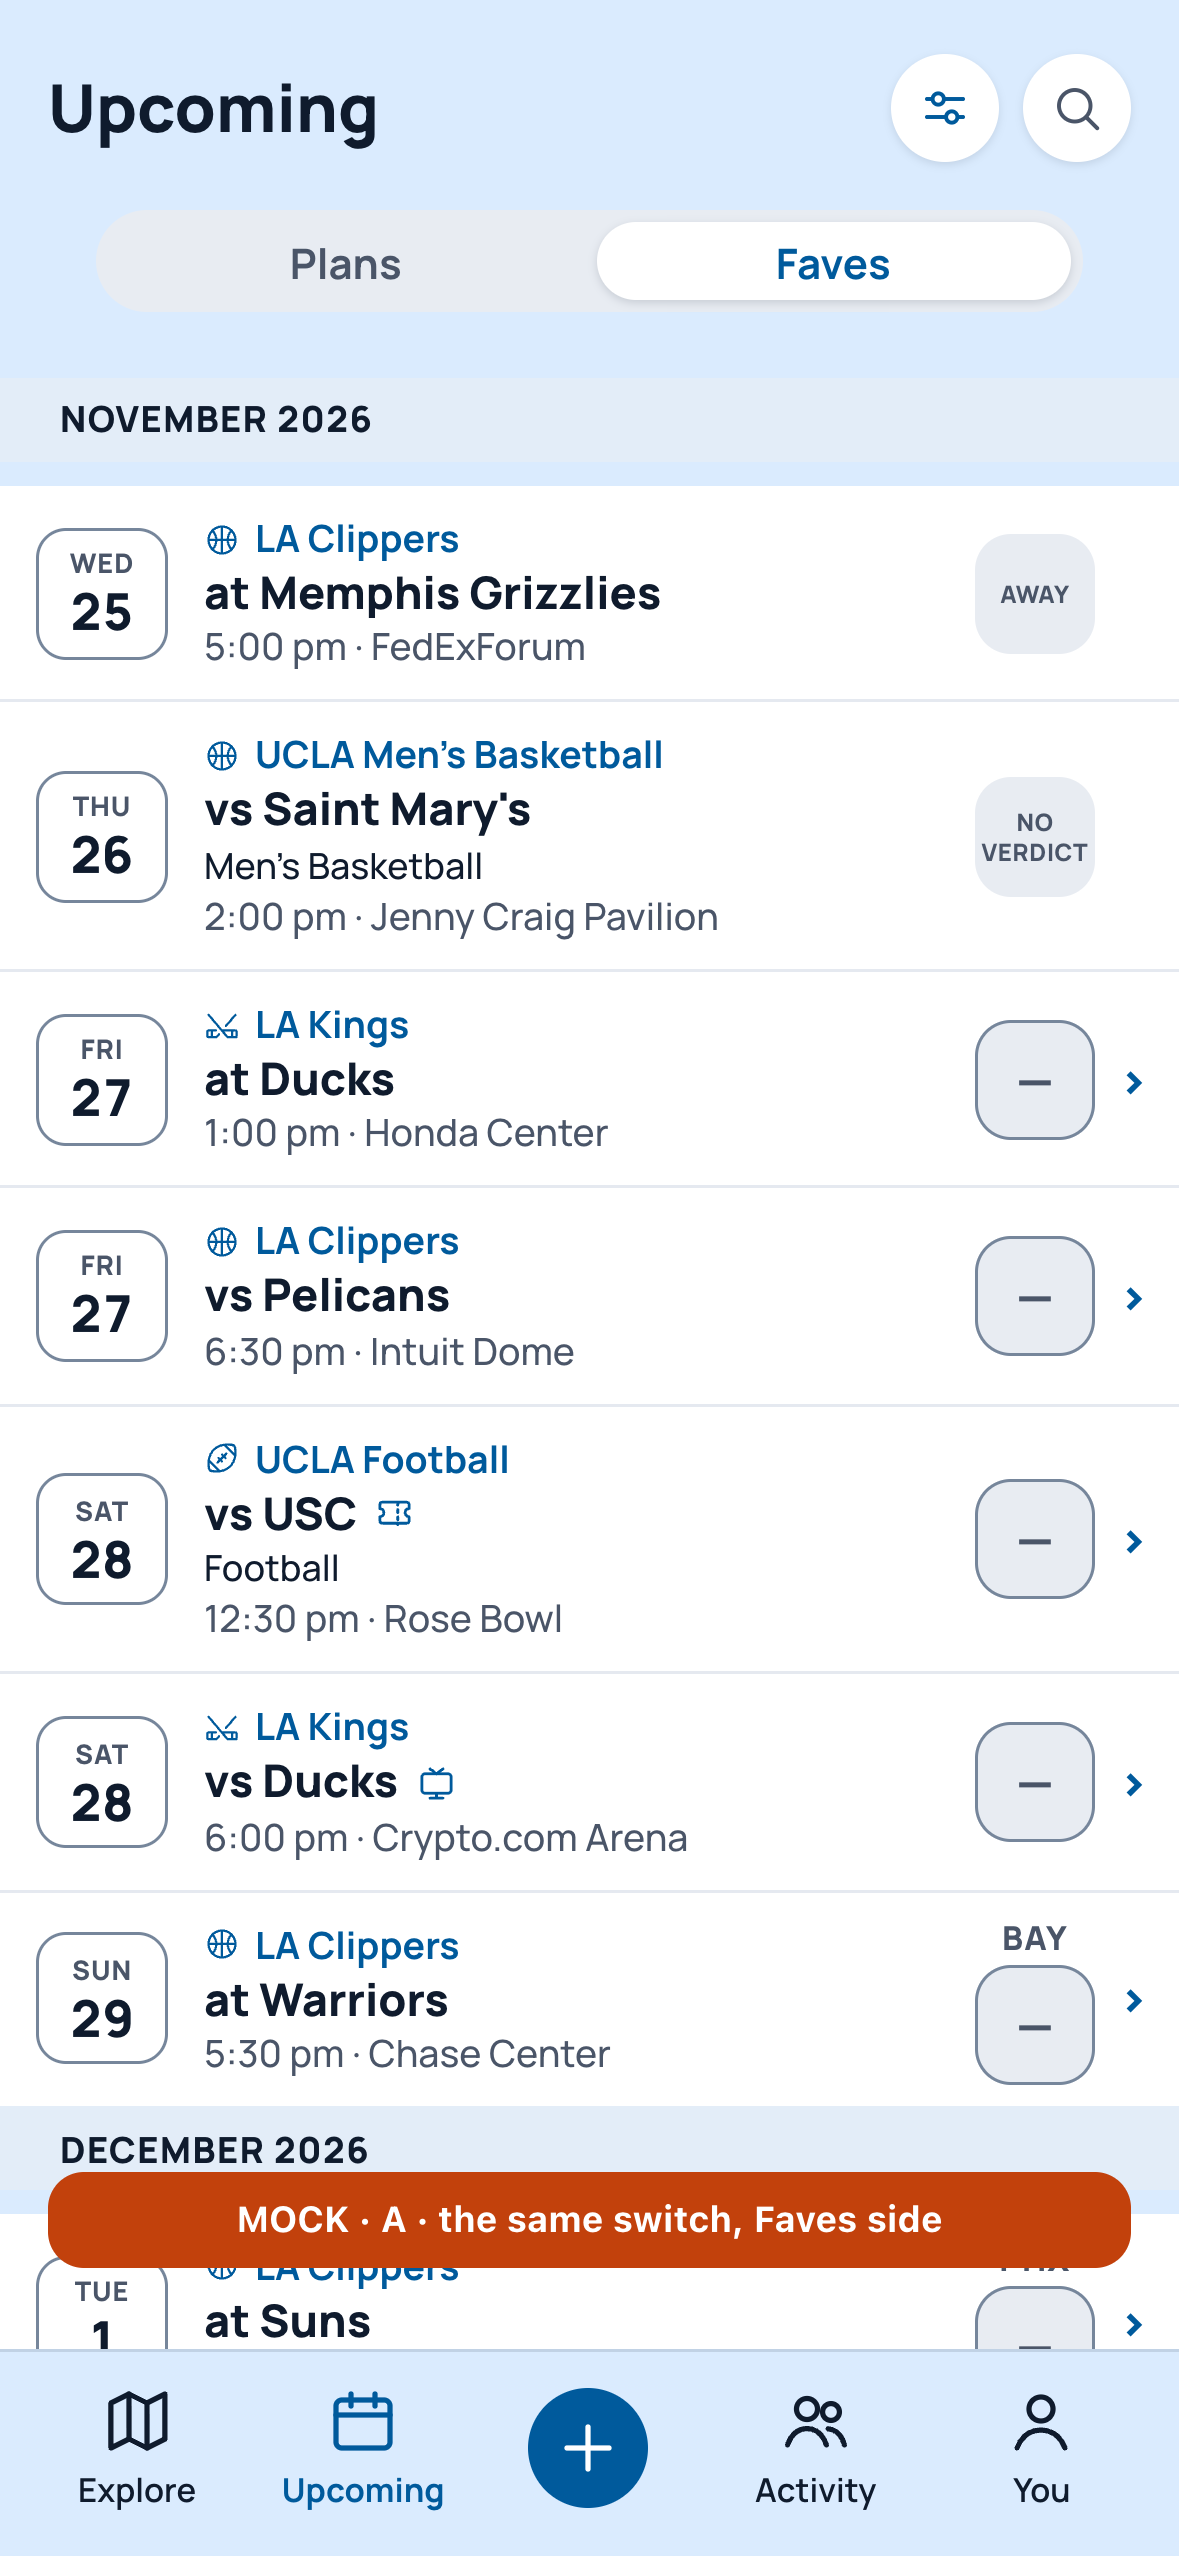 Upcoming
Plans
Faves
NOVEMBER 2026
WED
25
LA Clippers
at Memphis Grizzlies
5:00 pm · FedExForum
AWAY
THU
26
UCLA Men's Basketball
vs Saint Mary's
Men's Basketball
2:00 pm · Jenny Craig Pavilion
NO
VERDICT
FRI
27
LA Kings
at Ducks
1:00 pm · Honda Center
–
FRI
27
LA Clippers
vs Pelicans
6:30 pm · Intuit Dome
–
SAT
28
UCLA Football
vs USC
Football
12:30 pm · Rose Bowl
–
SAT
28
LA Kings
vs Ducks
6:00 pm · Crypto.com Arena
–
SUN
29
LA Clippers
at Warriors
5:30 pm · Chase Center
BAY
–
DECEMBER 2026
MOCK · A · the same switch, Faves side
TUE
1
LA Clippers
at Suns
Explore
Upcoming
Activity
You